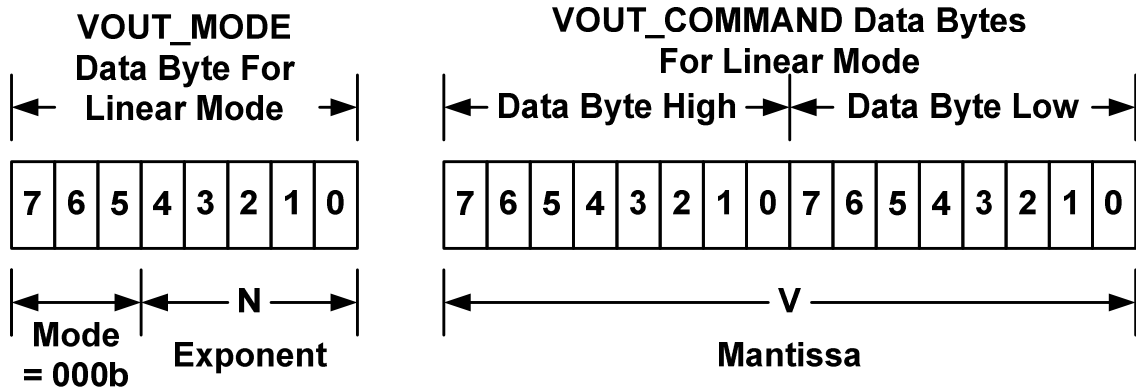 VOUT_MODE
Data Byte For
Linear Mode
VOUT_COMMAND Data Bytes
For Linear Mode
Data Byte High
Data Byte Low
7 6 5 4 3 2 1 0
7 6 5 4 3 2 1 0 7 6 5 4 3 2 1 0
N
V
Mode
= 000b
Exponent
Mantissa